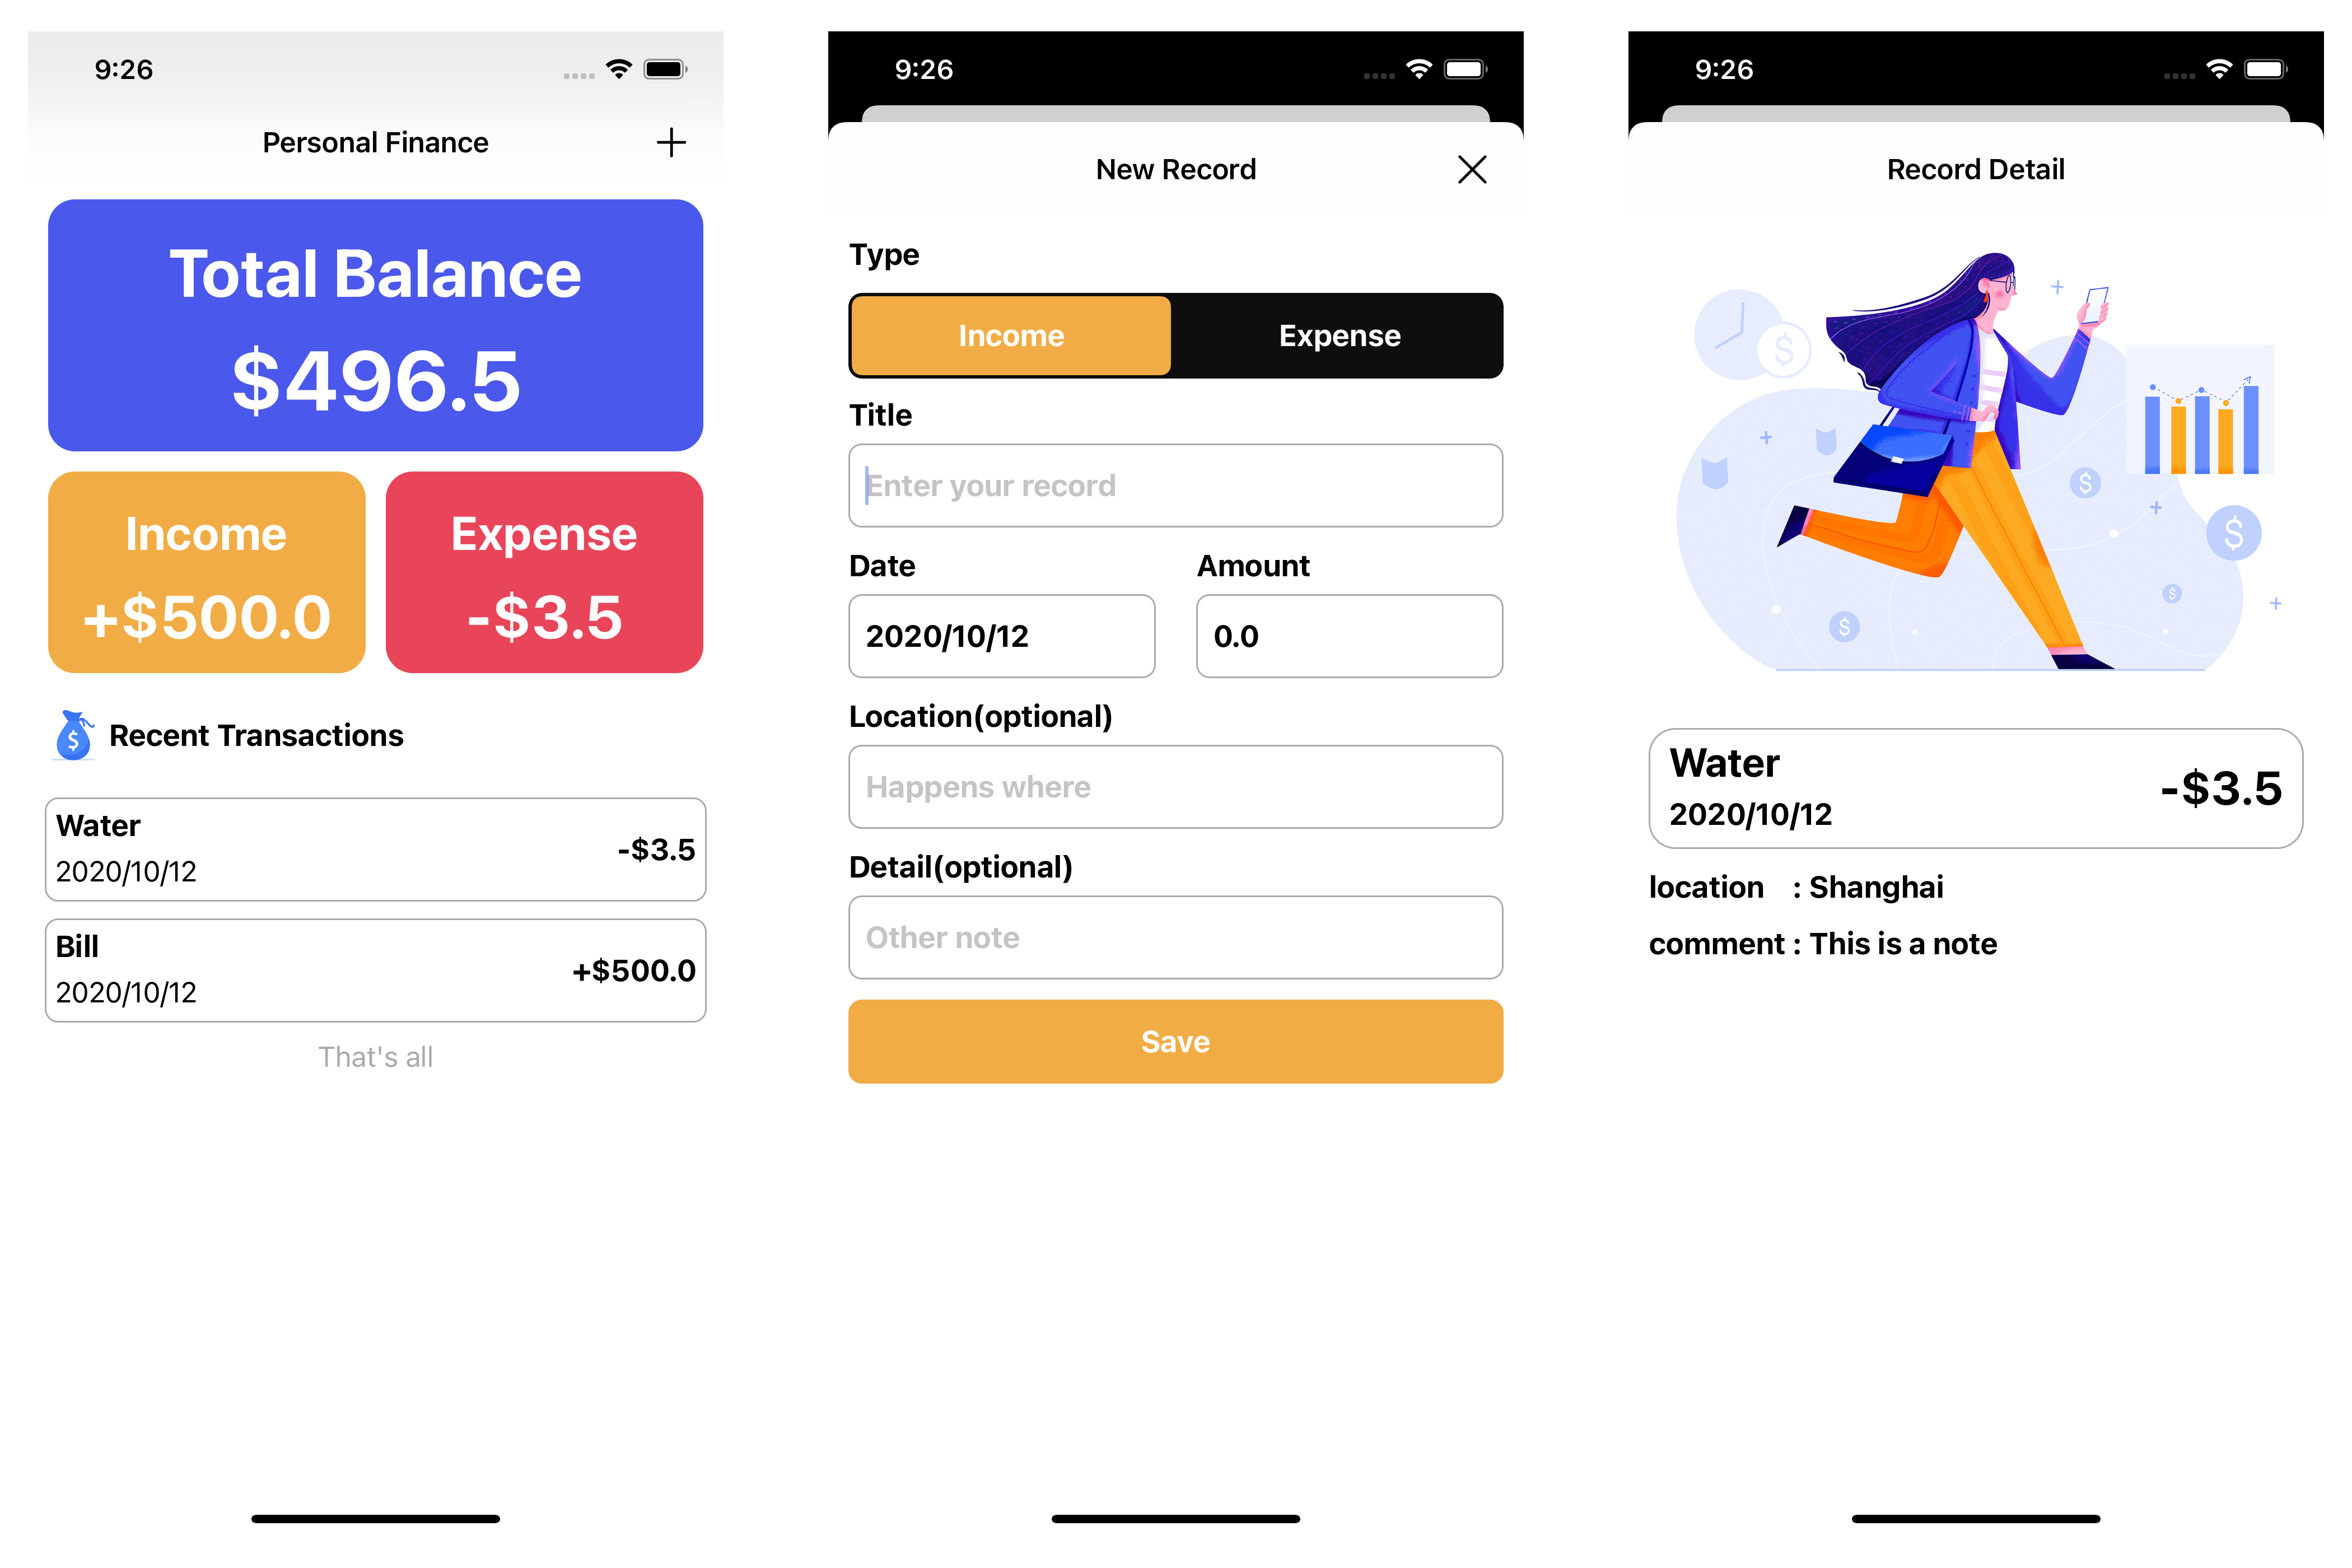 9:26
Personal Finance
Total Balance
$496.5
Income
+$500.0
Expense
-$3.5
$
Recent Transactions
Water
2020/10/12
-$3.5
Bill
2020/10/12
+$500.0
That's all
9:26
New Record
Type
Income
Expense
Title
Enter your record
Date
Amount
2020/10/12
0.0
Location(optional)
Happens where
Detail(optional)
Other note
Save
9:26
Record Detail
$
$
$
$
$
Water
2020/10/12
-$3.5
location : Shanghai
comment : This is a note